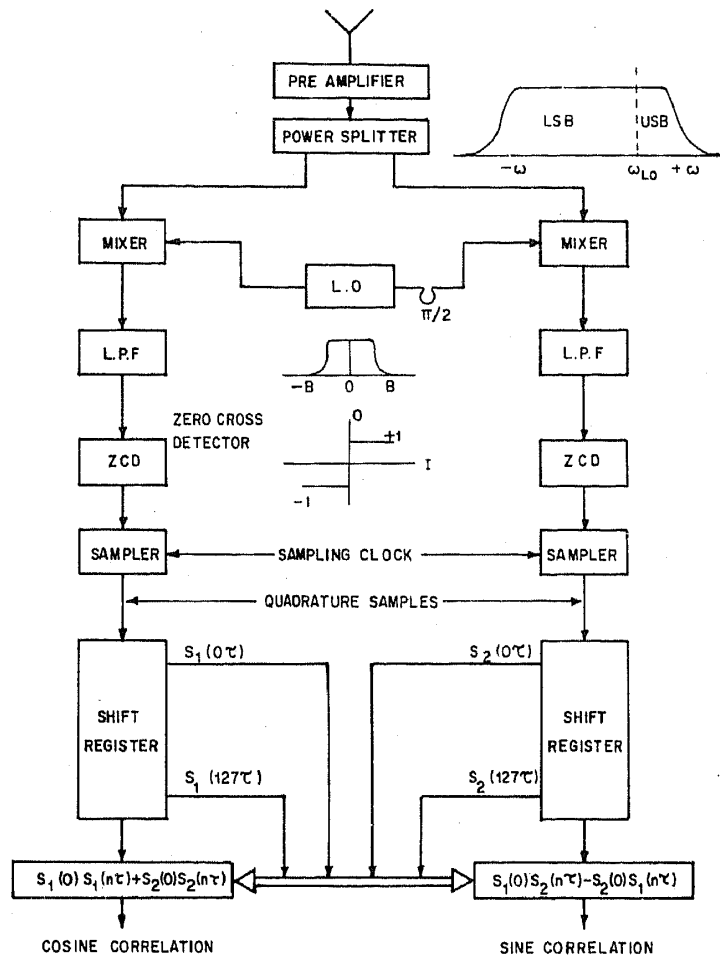 PRE AMPLIFIER
POWER SPLITTER
LSB
USB
-ω
ω_LO
+ω
MIXER
MIXER
L.O
π/2
L.P.F
L.P.F
-B
0
B
ZERO CROSS
DETECTOR
O
±1
I
-1
ZCD
ZCD
SAMPLER
SAMPLING CLOCK
SAMPLER
QUADRATURE SAMPLES
S₁(0τ)
S₂(0τ)
SHIFT
REGISTER
SHIFT
REGISTER
S₁(127τ)
S₂(127τ)
S₁(0)S₁(nτ)+S₂(0)S₂(nτ)
S₁(0)S₂(nτ)-S₂(0)S₁(nτ)
COSINE CORRELATION
SINE CORRELATION